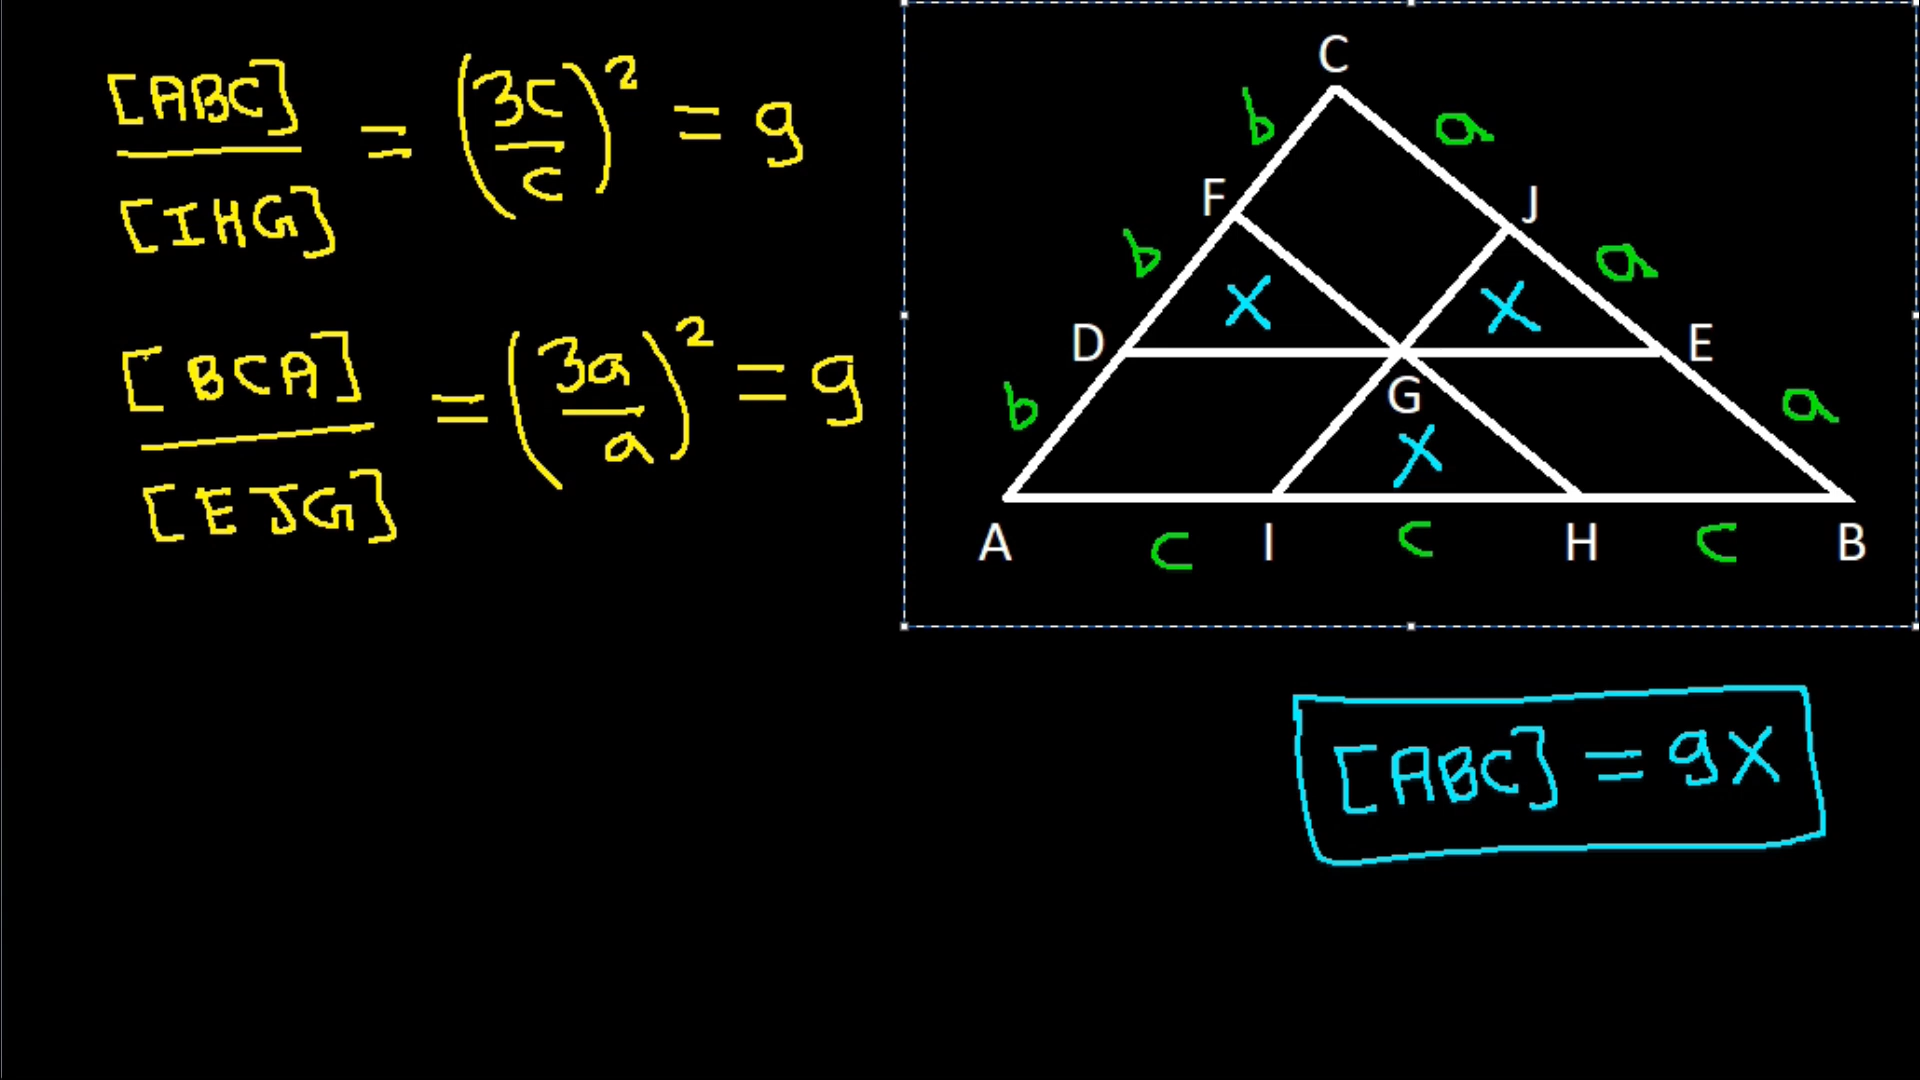 [ABC] / [IHG] = (3c/c)² = 9
[BCA] / [EJG] = (3a/a)² = 9
C
b a
F J
b a
X X
D E
G
b X a
A c I c H c B
[ABC] = 9X